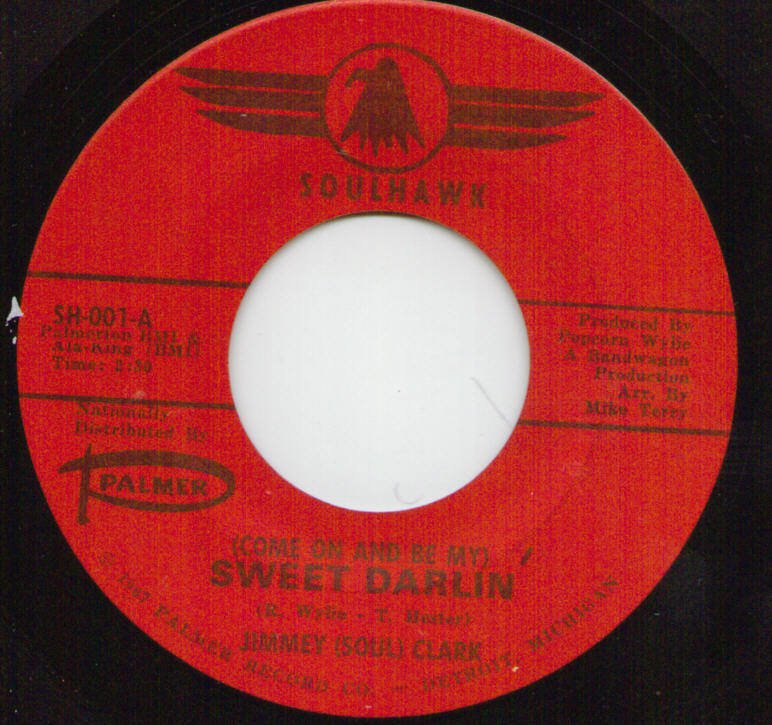 SOULHAWK
SH-001-A
Palmerton BMI &
Ala-King (BMI)
Time: 2:50
Produced By
Popcorn Wylie
A Bandwagon
Production
Arr. By
Mike Terry
Nationally
Distributed By
PALMER
(COME ON AND BE MY)
SWEET DARLIN
(R. Wylie - T. Hester)
JIMMEY (SOUL) CLARK
© 1967 PALMER RECORD CO. - DETROIT, MICHIGAN